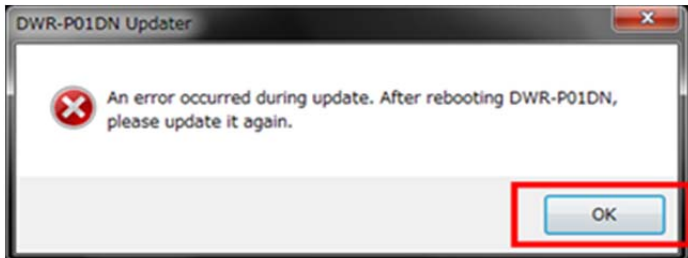 DWR-P01DN Updater
An error occurred during update. After rebooting DWR-P01DN,
please update it again.
OK